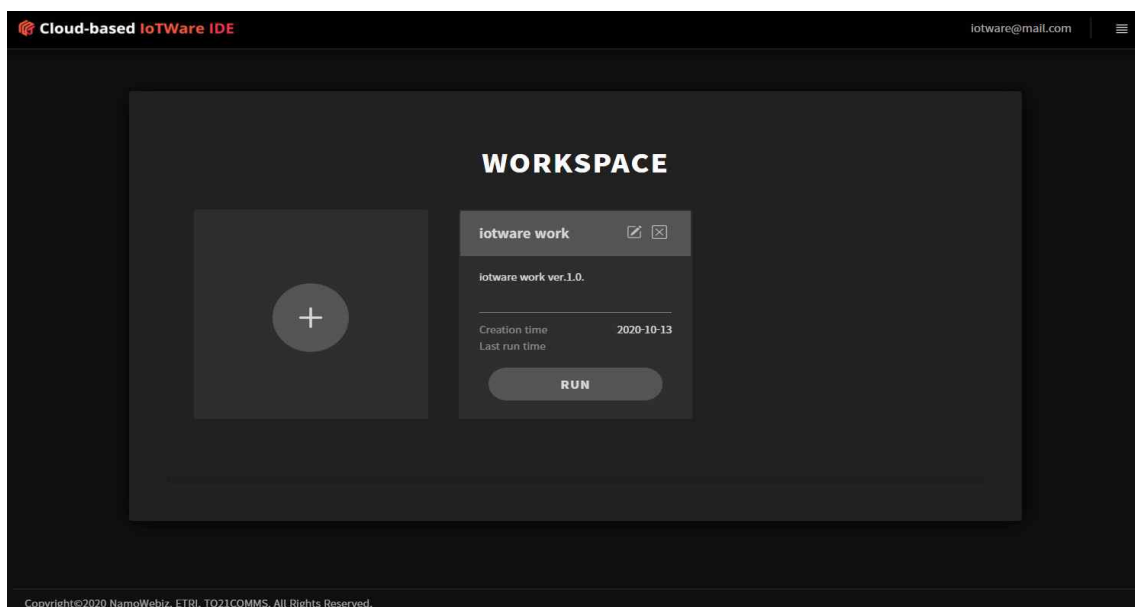 Cloud-based IoTWare IDE
iotware@mail.com
WORKSPACE
iotware work
iotware work ver.1.0.
Creation time 2020-10-13
Last run time
RUN
Copyright©2020 NamoWebiz, ETRI, TO21COMMS, All Rights Reserved.